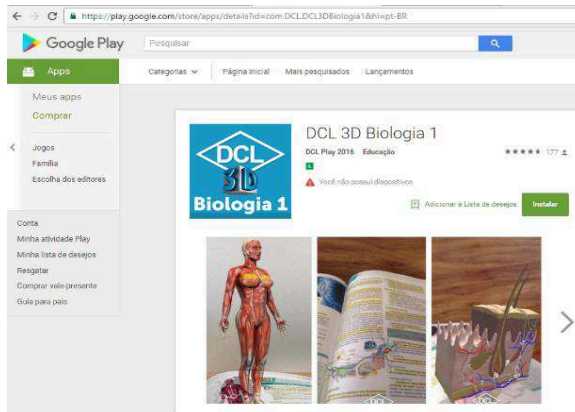 https://play.google.com/store/apps/details?id=com.DCL.DCL3DBiologia1&hl=pt-BR
Google Play
Pesquisar
Apps
Categorias
Página inicial
Mais pesquisados
Lançamentos
Meus apps
Comprar
Jogos
Família
Escolha dos editores
Conta
Minha atividade Play
Minha lista de desejos
Resgatar
Comprar vale-presente
Guia para pais
DCL
3D
Biologia 1
DCL 3D Biologia 1
DCL Play 2016 Educação
177
L
Você não possui dispositivos
Adicionar à Lista de desejos
Instalar
DCL
DCL